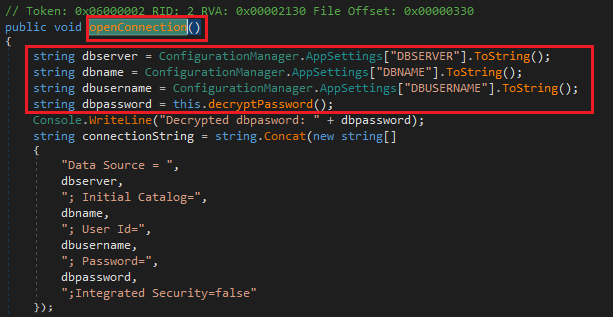 // Token: 0x06000002 RID: 2 RVA: 0x00002130 File Offset: 0x00000330
public void openConnection()
{
string dbserver = ConfigurationManager.AppSettings["DBSERVER"].ToString();
string dbname = ConfigurationManager.AppSettings["DBNAME"].ToString();
string dbusername = ConfigurationManager.AppSettings["DBUSERNAME"].ToString();
string dbpassword = this.decryptPassword();
Console.WriteLine("Decrypted dbpasword: " + dbpassword);
string connectionString = string.Concat(new string[]
{
"Data Source = ",
dbserver,
"; Initial Catalog=",
dbname,
"; User Id=",
dbusername,
"; Password=",
dbpassword,
";Integrated Security=false"
});